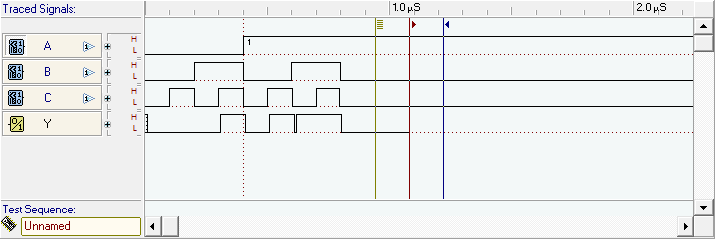 Traced Signals:
1.0 µS
2.0 µS
A
H
L
1
B
H
L
C
H
L
Y
H
L
Test Sequence:
Unnamed